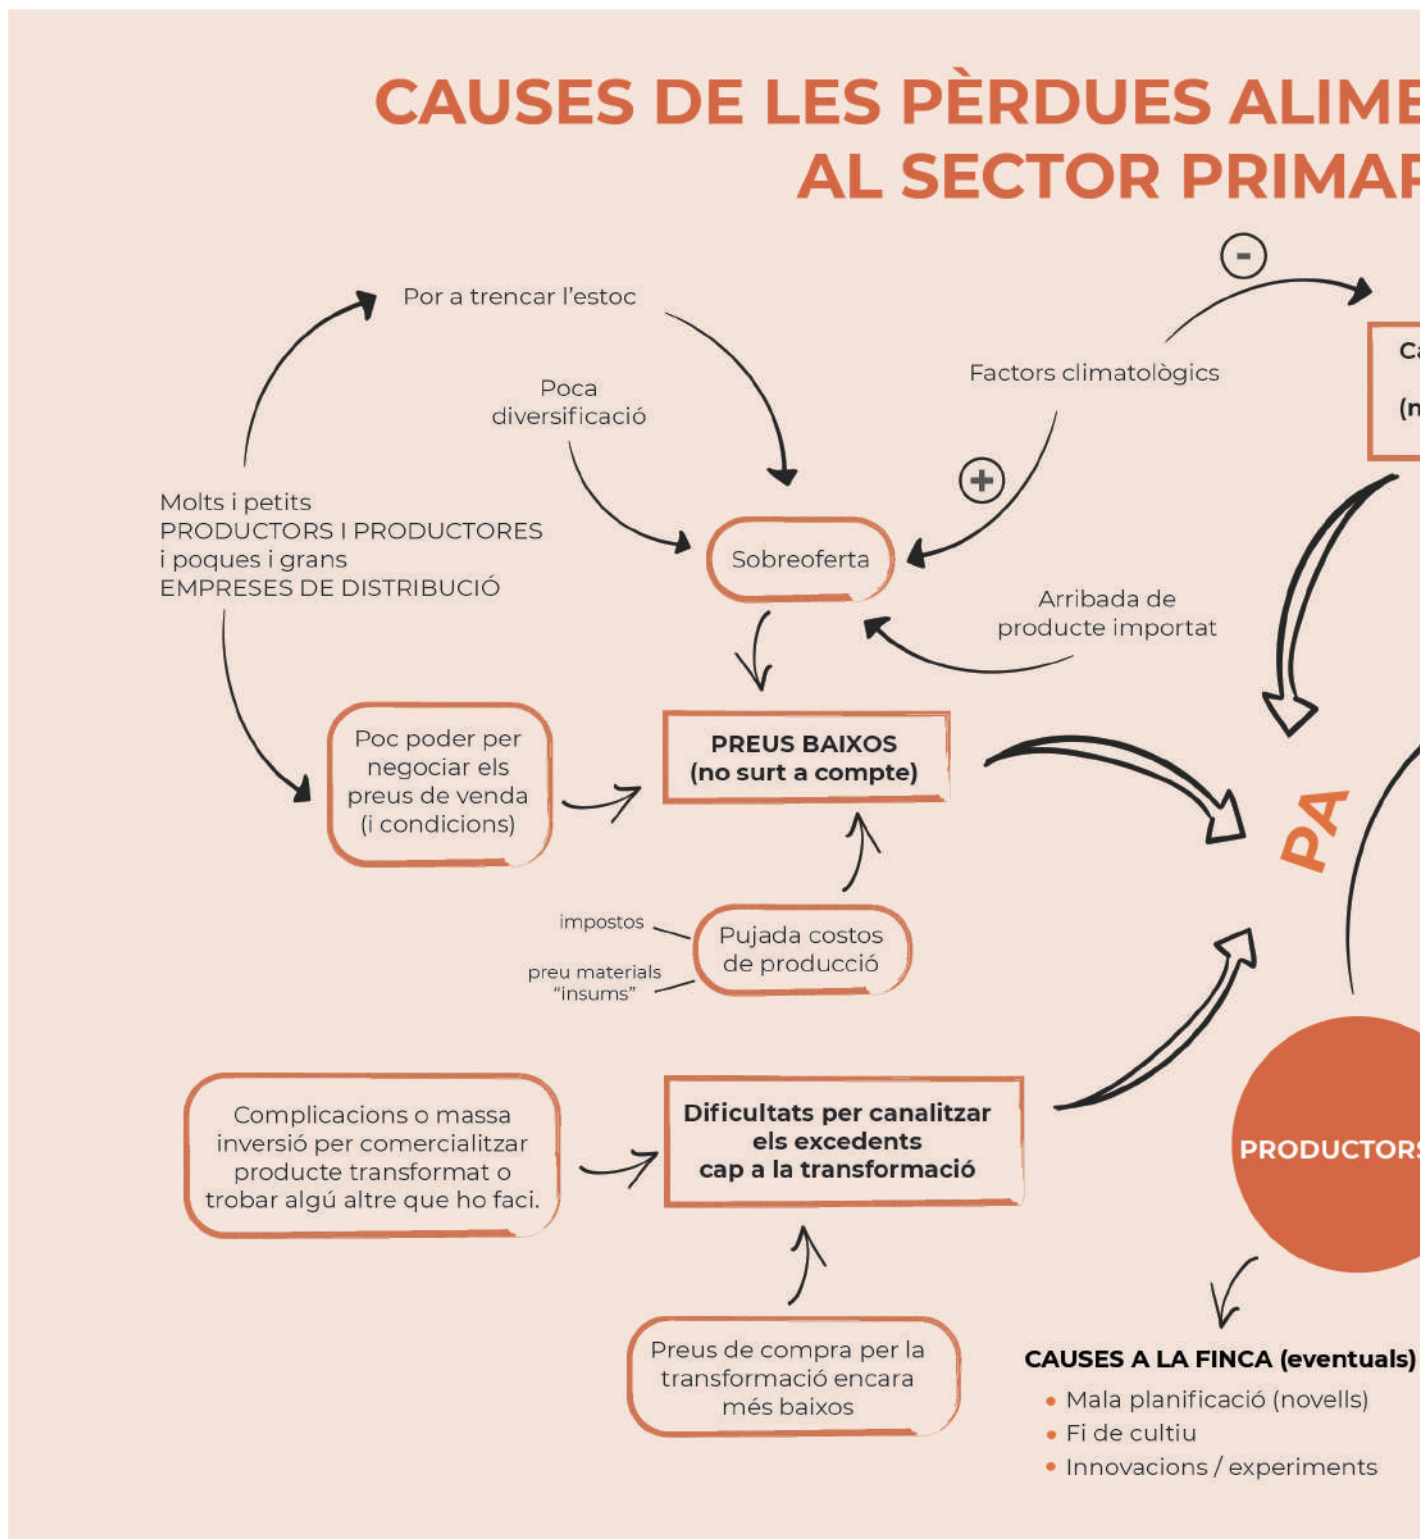 CAUSES DE LES PÈRDUES ALIME
AL SECTOR PRIMAR
-
Por a trencar l'estoc
Factors climatològics
Ca
(n
Poca
diversificació
+
Molts i petits
PRODUCTORS I PRODUCTORES
i poques i grans
EMPRESES DE DISTRIBUCIÓ
Sobreoferta
Arribada de
producte importat
Poc poder per
negociar els
preus de venda
(i condicions)
PREUS BAIXOS
(no surt a compte)
PA
impostos
preu materials
“insums”
Pujada costos
de producció
Complicacions o massa
inversió per comercialitzar
producte transformat o
trobar algú altre que ho faci.
Dificultats per canalitzar
els excedents
cap a la transformació
PRODUCTORS
Preus de compra per la
transformació encara
més baixos
CAUSES A LA FINCA (eventuals)
• Mala planificació (novells)
• Fi de cultiu
• Innovacions / experiments